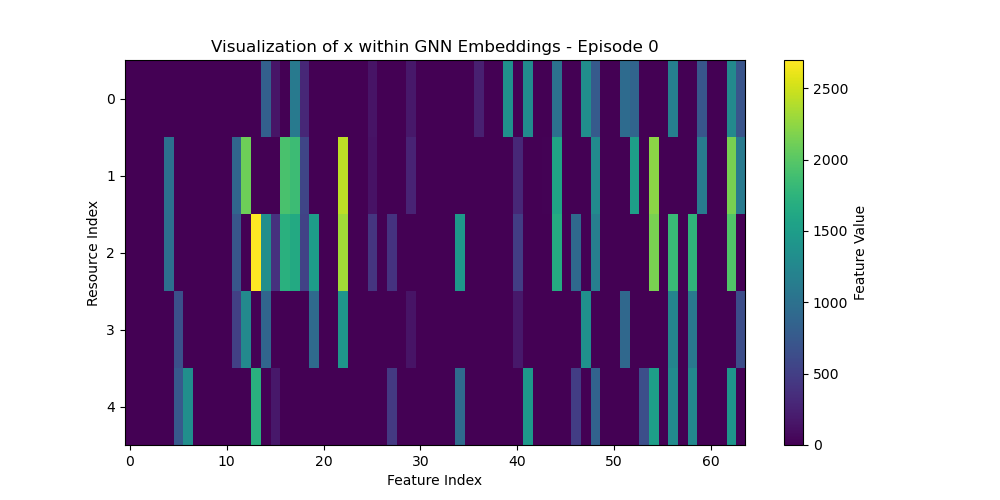 Visualization of x within GNN Embeddings - Episode 0
0
1
2
3
4
Resource Index
0 10 20 30 40 50 60
Feature Index
2500
2000
1500
1000
500
0
Feature Value